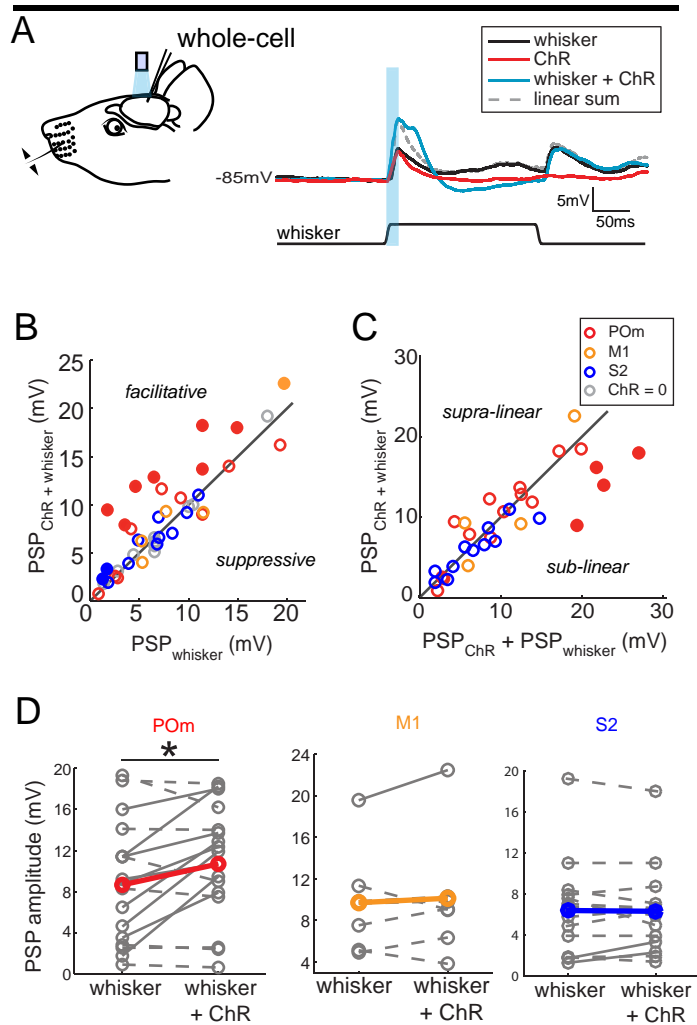 A
whole-cell
whisker
ChR
whisker + ChR
linear sum
-85mV
5mV
50ms
whisker
B
25
20
15
10
5
0
0 5 10 15 20
PSPChR + whisker (mV)
PSPwhisker (mV)
facilitative
suppressive
C
30
20
10
0
0 10 20 30
PSPChR + whisker (mV)
PSPChR + PSPwhisker (mV)
supra-linear
sub-linear
POm
M1
S2
ChR = 0
D
POm
*
PSP amplitude (mV)
20
16
12
8
4
0
whisker whisker
+ ChR
M1
24
20
16
12
8
4
whisker whisker
+ ChR
S2
20
16
12
8
4
0
whisker whisker
+ ChR